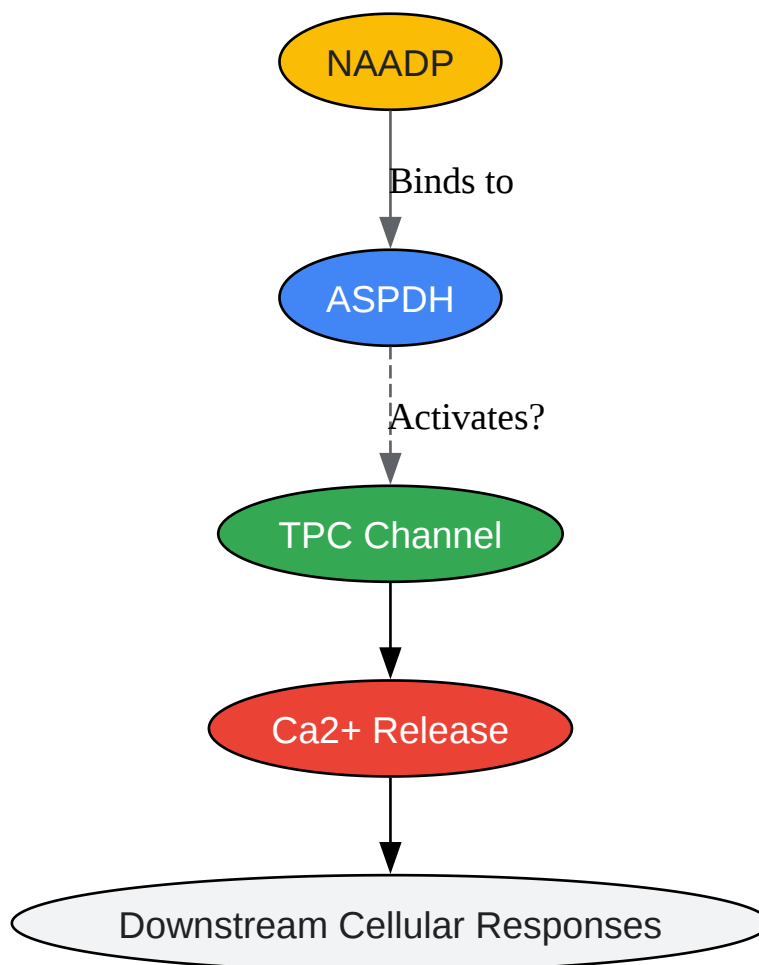 NAADP
Binds to
ASPDH
Activates?
TPC Channel
Ca2+ Release
Downstream Cellular Responses